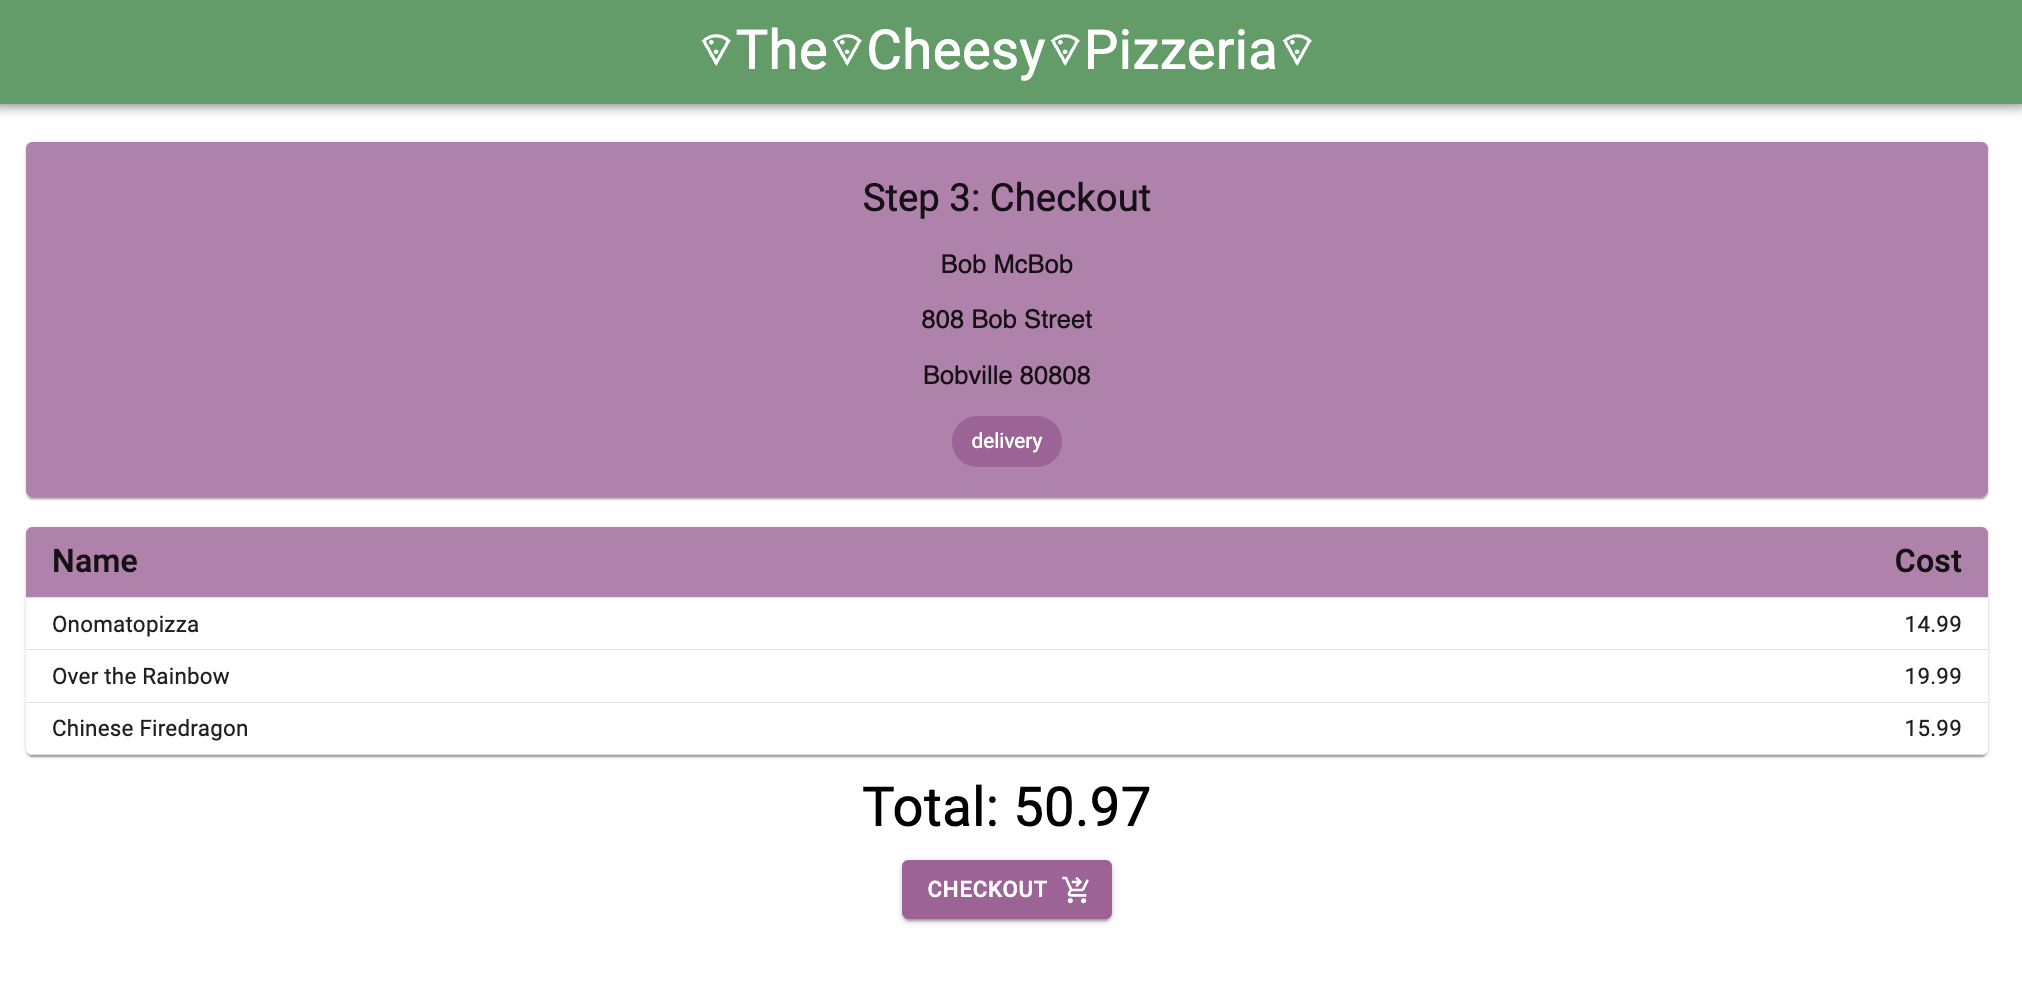 The Cheesy Pizzeria
Step 3: Checkout
Bob McBob
808 Bob Street
Bobville 80808
delivery
Name Cost
Onomatopizza 14.99
Over the Rainbow 19.99
Chinese Firedragon 15.99
Total: 50.97
CHECKOUT